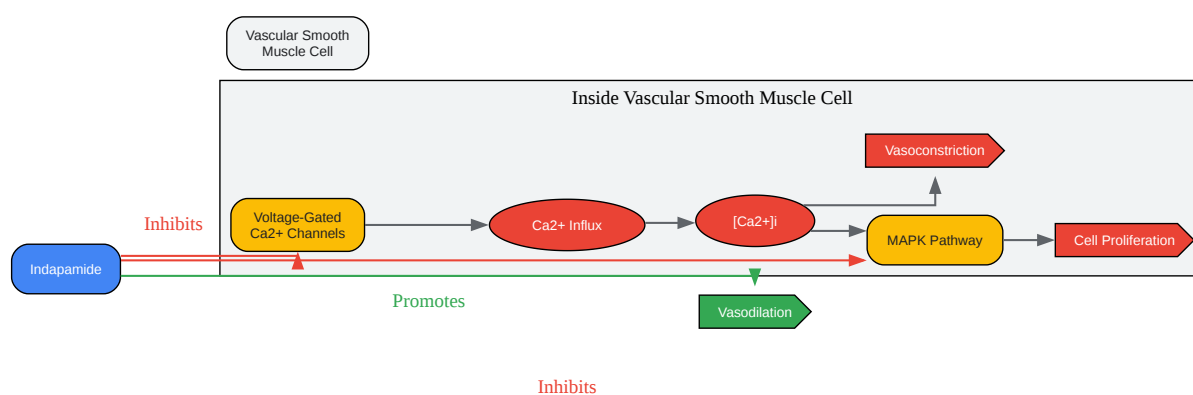 Vascular Smooth
Muscle Cell
Inside Vascular Smooth Muscle Cell
Vasoconstriction
Inhibits
Voltage-Gated
Ca2+ Channels
Ca2+ Influx
[Ca2+]i
MAPK Pathway
Cell Proliferation
Indapamide
Promotes
Vasodilation
Inhibits